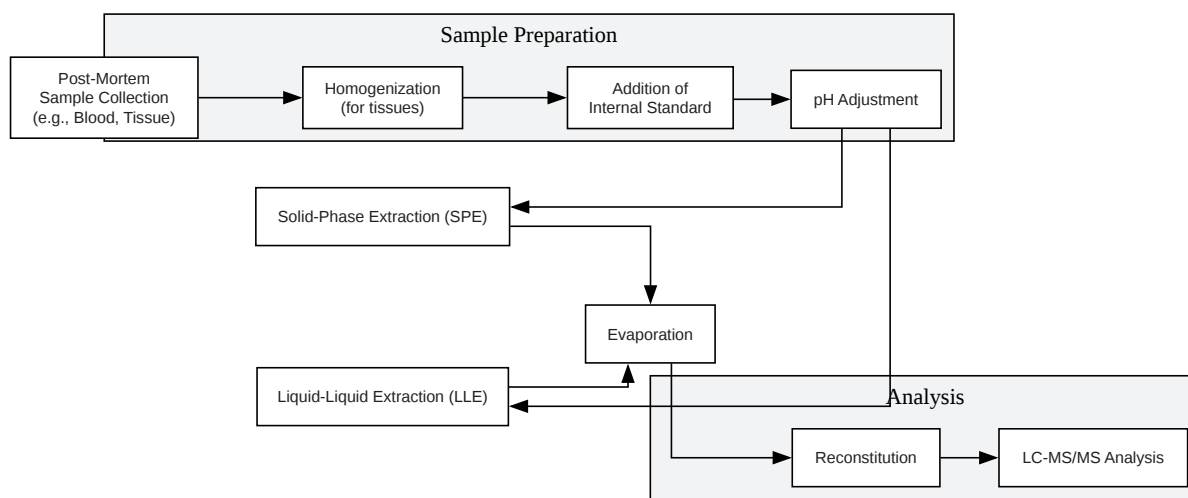 Sample Preparation
Post-Mortem
Sample Collection
(e.g., Blood, Tissue)
Homogenization
(for tissues)
Addition of
Internal Standard
pH Adjustment
Solid-Phase Extraction (SPE)
Evaporation
Liquid-Liquid Extraction (LLE)
Analysis
Reconstitution
LC-MS/MS Analysis